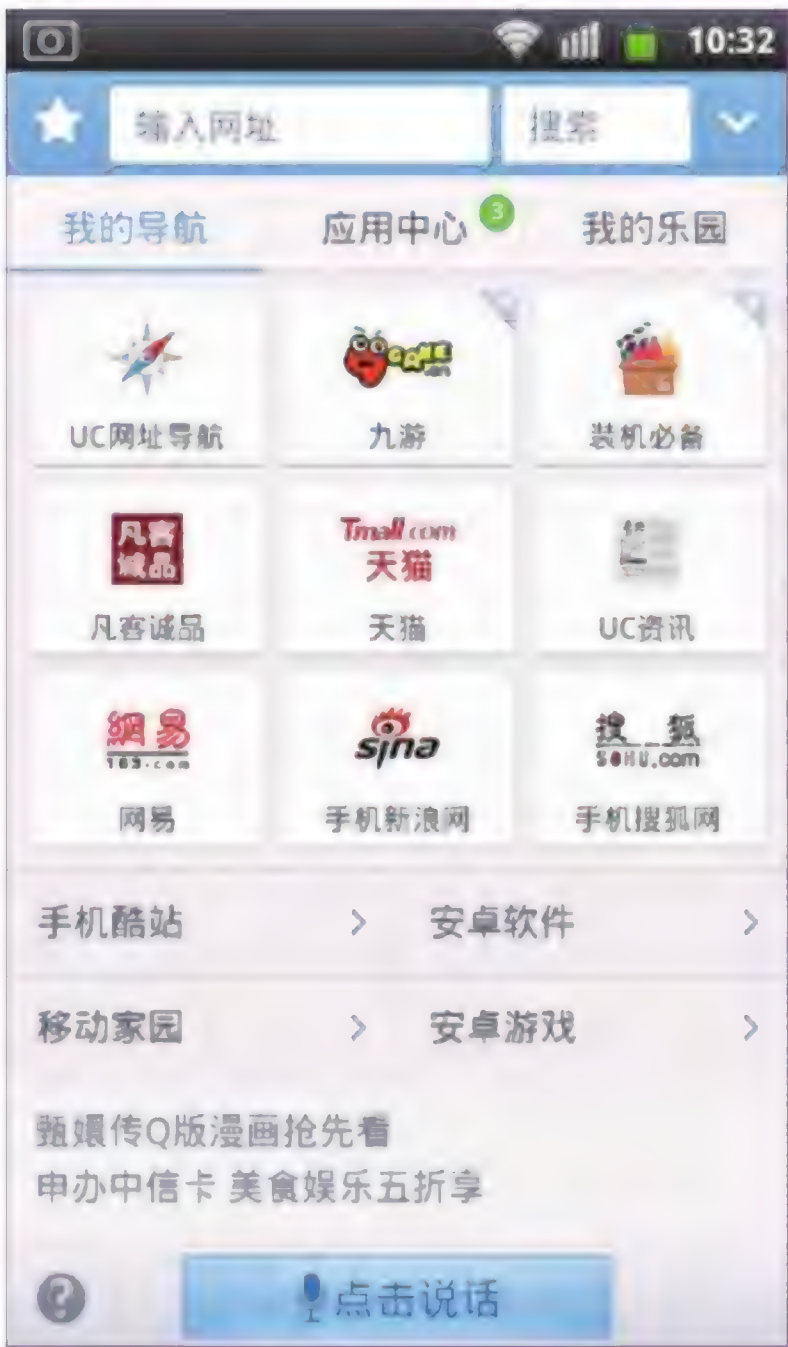 10:32
输入网址 搜索
我的导航 应用中心 3 我的乐园
GAME
UC网址导航 九游 装机必备
凡客诚品 Tmall.com 天猫
凡客诚品 天猫 UC资讯
網易 163.com sina 搜狐 SOHU.com
网易 手机新浪网 手机搜狐网
手机酷站 安卓软件
移动家园 安卓游戏
甄嬛传Q版漫画抢先看
申办中信卡 美食娱乐五折享
点击说话